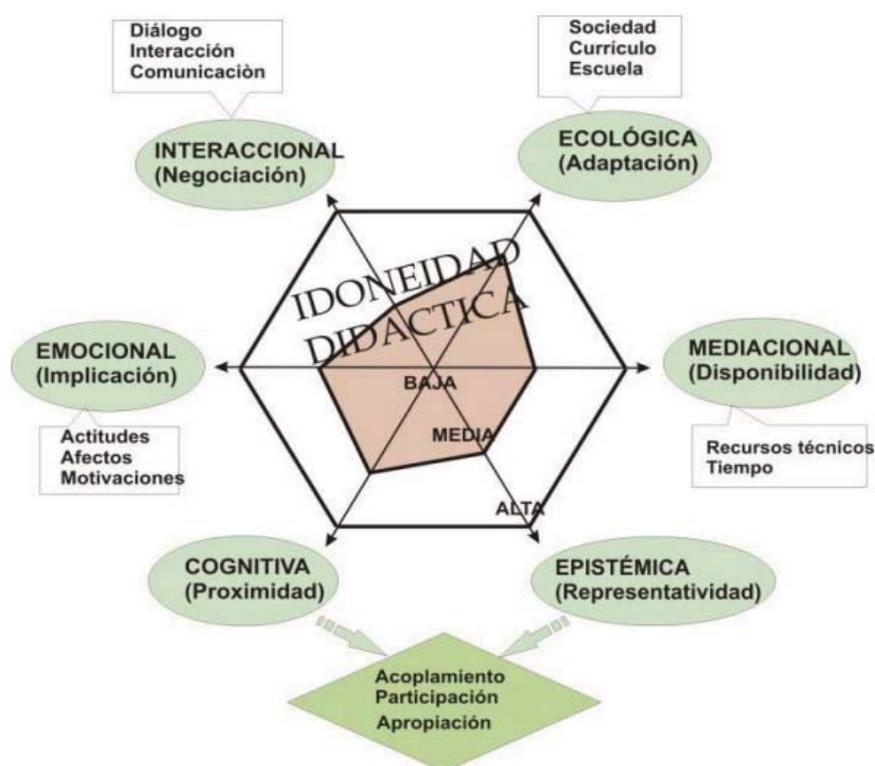 Diálogo
Interacción
Comunicaciòn
Sociedad
Currículo
Escuela
INTERACCIONAL
(Negociación)
ECOLÓGICA
(Adaptación)
IDONEIDAD
DIDACTICA
EMOCIONAL
(Implicación)
MEDIACIONAL
(Disponibilidad)
BAJA
MEDIA
ALTA
Actitudes
Afectos
Motivaciones
Recursos técnicos
Tiempo
COGNITIVA
(Proximidad)
EPISTÉMICA
(Representatividad)
Acoplamiento
Participación
Apropiación